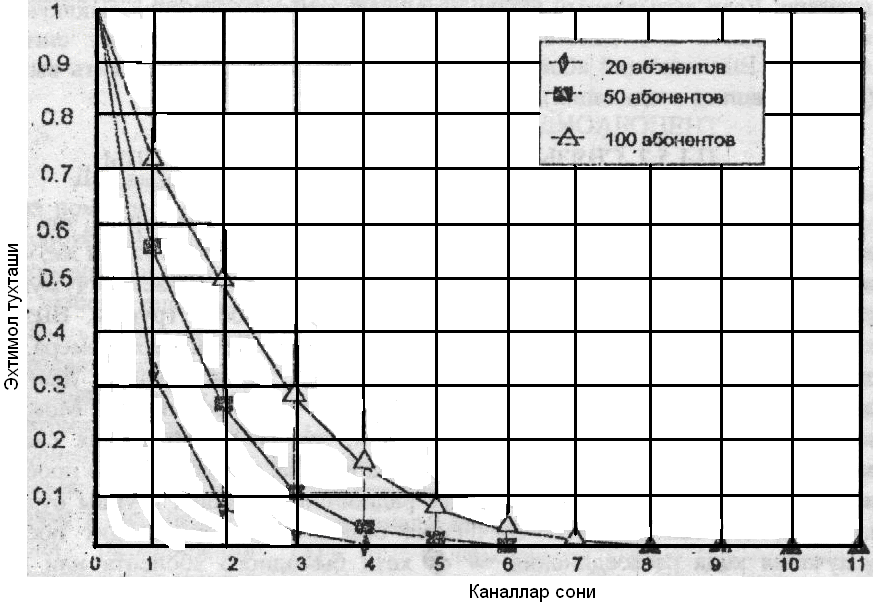 1
0.9
0.8
0.7
0.6
0.5
0.4
0.3
0.2
0.1
0 1 2 3 4 5 6 7 8 9 10 11
Эхтимол тухташи
Каналлар сони
20 абонентов
50 абонентов
100 абонентов